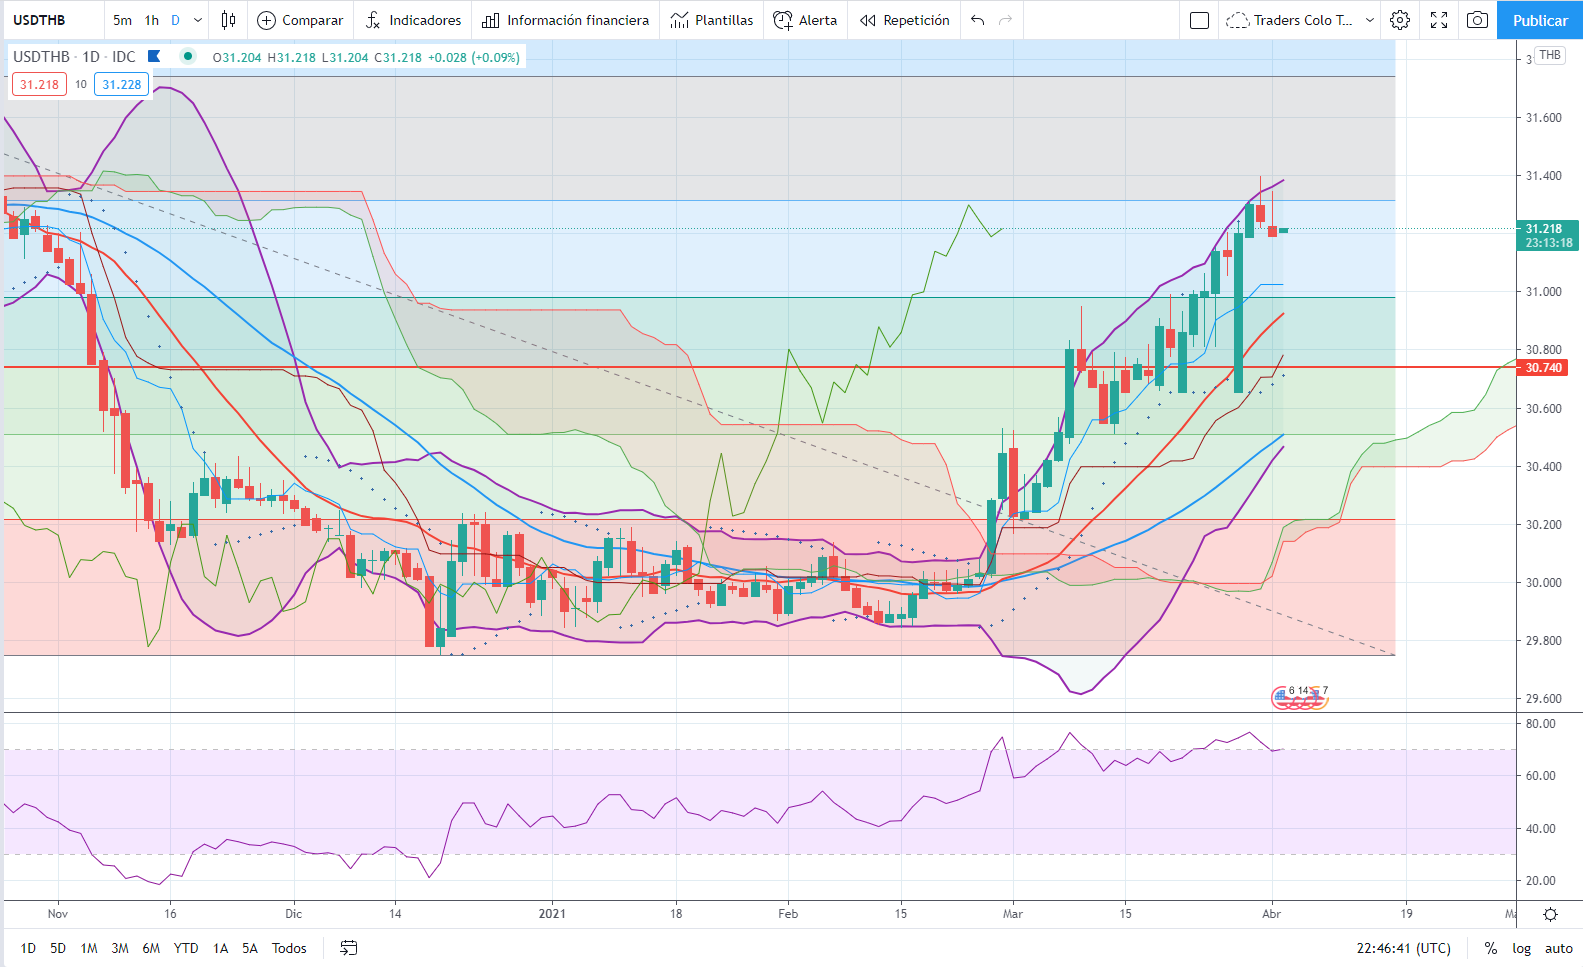 USDTHB 5m 1h D Comparar Indicadores Información financiera Plantillas Alerta Repetición Traders Colo T... Publicar
USDTHB · 1D · IDC O31.204 H31.218 L31.204 C31.218 +0.028 (+0.09%)
31.218 10 31.228
THB
31.600
31.400
31.218
23:13:18
31.000
30.800
30.740
30.600
30.400
30.200
30.000
29.800
29.600
6 14 7
80.00
60.00
40.00
20.00
Nov 16 Dic 14 2021 18 Feb 15 Mar 15 Abr 19
1D 5D 1M 3M 6M YTD 1A 5A Todos 22:46:41 (UTC) % log auto